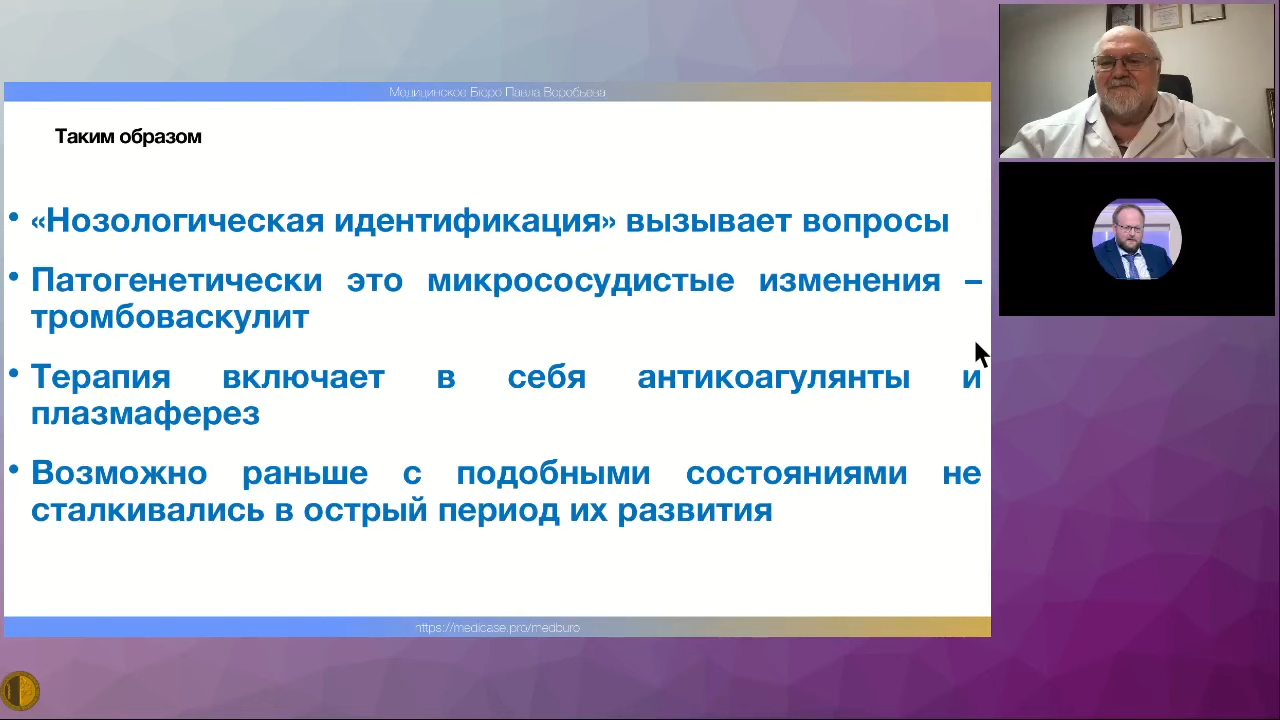 Медицинское Бюро Павла Воробьева
Таким образом
• «Нозологическая идентификация» вызывает вопросы
• Патогенетически это микрососудистые изменения –
тромбоваскулит
• Терапия включает в себя антикоагулянты и
плазмаферез
• Возможно раньше с подобными состояниями не
сталкивались в острый период их развития
https://medicase.pro/medburo